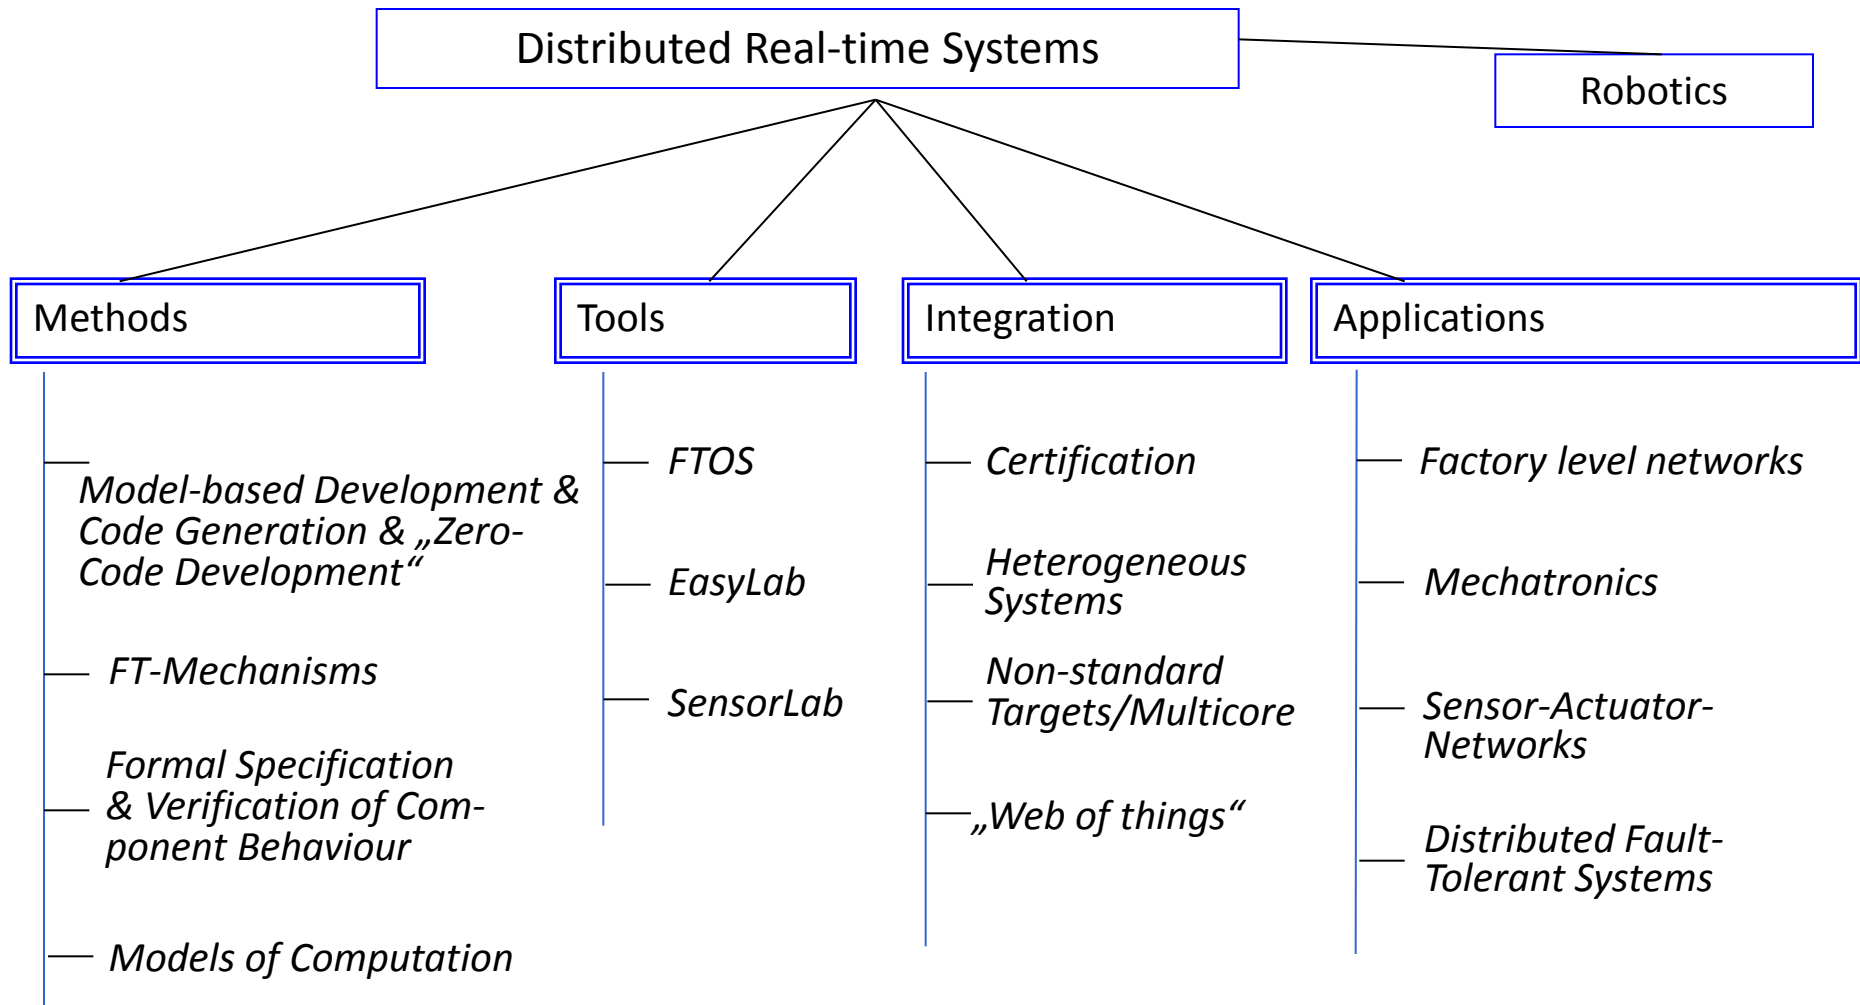 Distributed Real-time Systems
Robotics
Methods
Tools
Integration
Applications
Model-based Development &
Code Generation & „Zero-
Code Development“
FT-Mechanisms
Formal Specification
& Verification of Com-
ponent Behaviour
Models of Computation
FTOS
EasyLab
SensorLab
Certification
Heterogeneous
Systems
Non-standard
Targets/Multicore
„Web of things“
Factory level networks
Mechatronics
Sensor-Actuator-
Networks
Distributed Fault-
Tolerant Systems